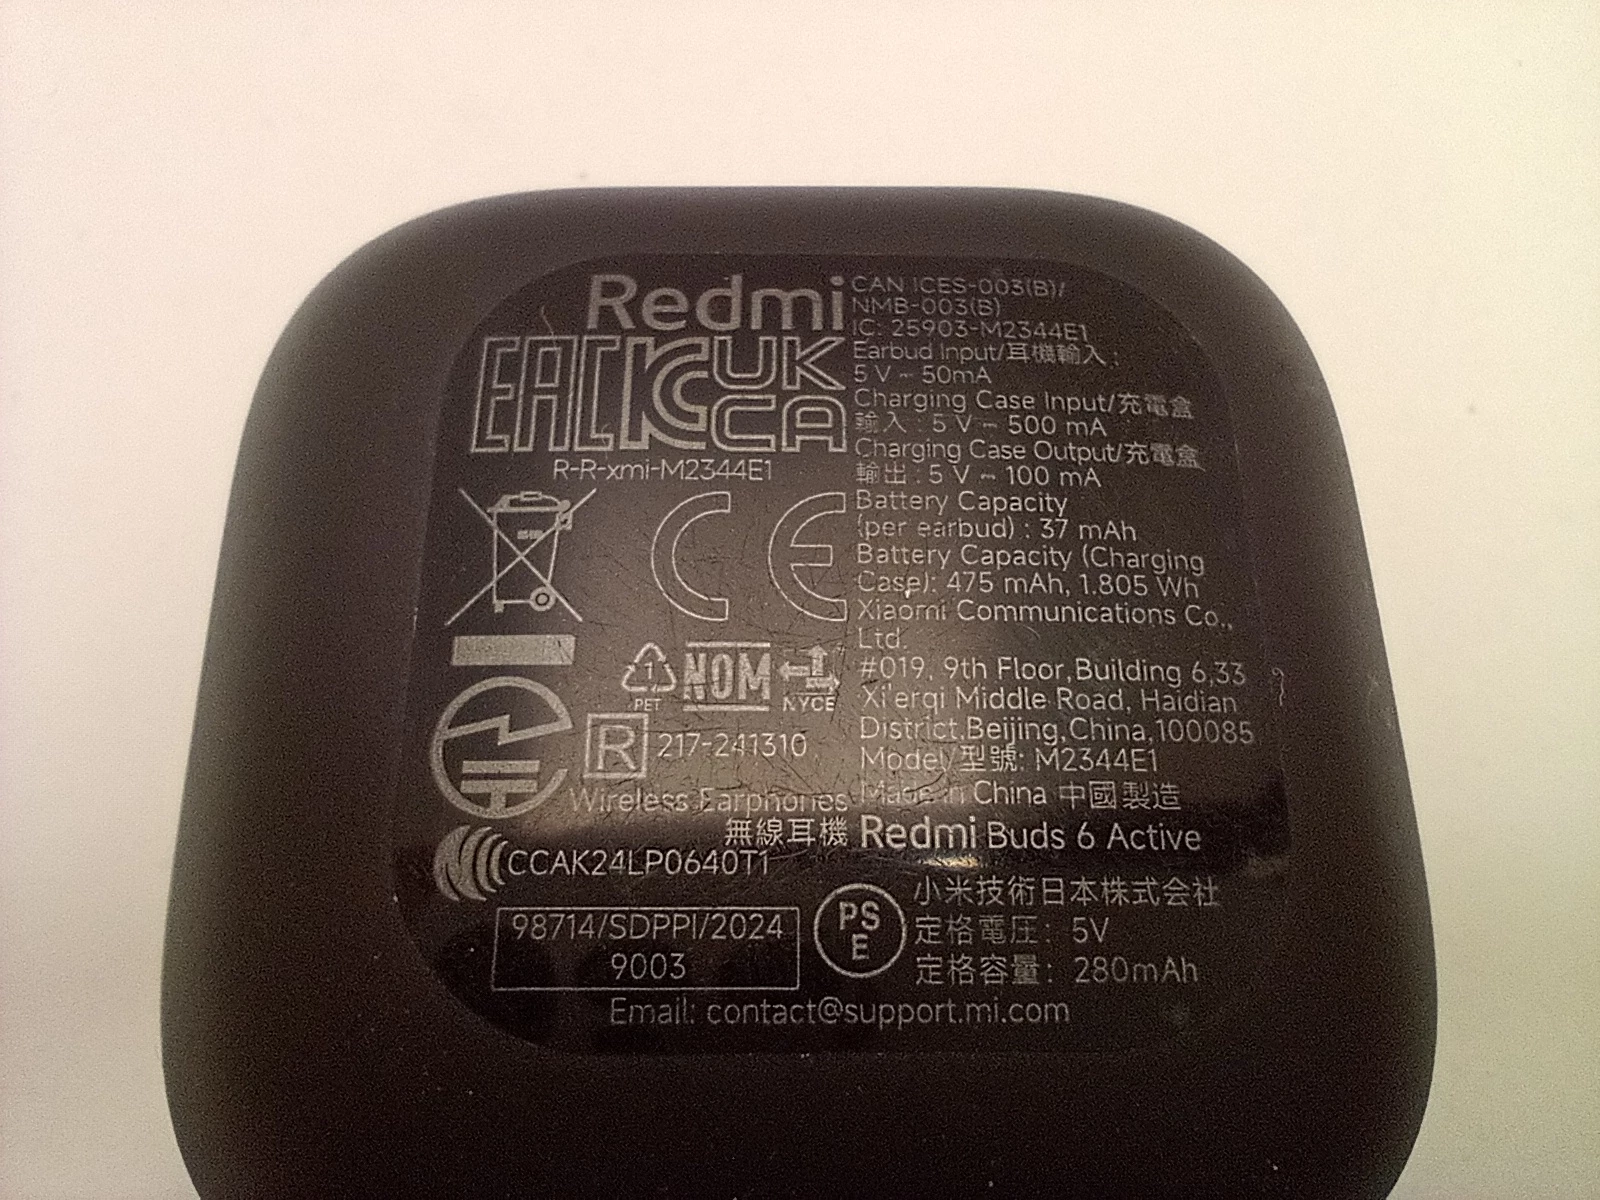 Redmi
EAC KC UK
CA
R-R-xmi-M2344E1
CE
1
PET
NOM
NYCE
R 217-241310
Wireless Earphones
無線耳機
CCAK24LP0640T1
98714/SDPPI/2024
9003
CAN ICES-003(B)/
NMB-003(B)
IC: 25903-M2344E1
Earbud Input/耳機輸入:
5 V ⎓ 50mA
Charging Case Input/充電盒
輸入: 5 V ⎓ 500 mA
Charging Case Output/充電盒
輸出: 5 V ⎓ 100 mA
Battery Capacity
(per earbud) : 37 mAh
Battery Capacity (Charging
Case): 475 mAh, 1.805 Wh
Xiaomi Communications Co.,
Ltd.
#019, 9th Floor,Building 6,33
Xi'erqi Middle Road, Haidian
District,Beijing,China,100085
Model/型號: M2344E1
Made in China 中國製造
Redmi Buds 6 Active
PS
E
小米技術日本株式会社
定格電圧: 5V
定格容量: 280mAh
Email: contact@support.mi.com